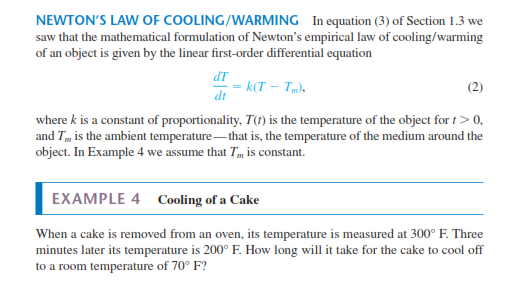 NEWTON'S LAW OF COOLING/WARMING In equation (3) of Section 1.3 we
saw that the mathematical formulation of Newton's empirical law of cooling/warming
of an object is given by the linear first-order differential equation
dT/dt = k(T − Tm), (2)
where k is a constant of proportionality, T(t) is the temperature of the object for t > 0,
and Tm is the ambient temperature—that is, the temperature of the medium around the
object. In Example 4 we assume that Tm is constant.
EXAMPLE 4 Cooling of a Cake
When a cake is removed from an oven, its temperature is measured at 300° F. Three
minutes later its temperature is 200° F. How long will it take for the cake to cool off
to a room temperature of 70° F?